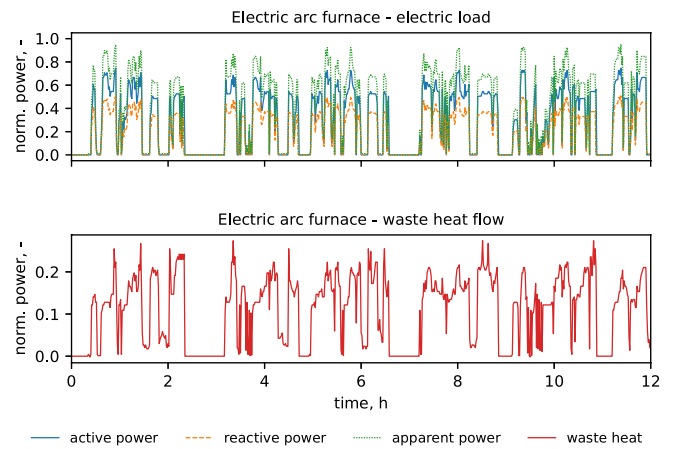 Electric arc furnace - electric load
norm. power, -
1.0
0.8
0.6
0.4
0.2
0.0
Electric arc furnace - waste heat flow
norm. power, -
0.2
0.1
0.0
0 2 4 6 8 10 12
time, h
active power reactive power apparent power waste heat